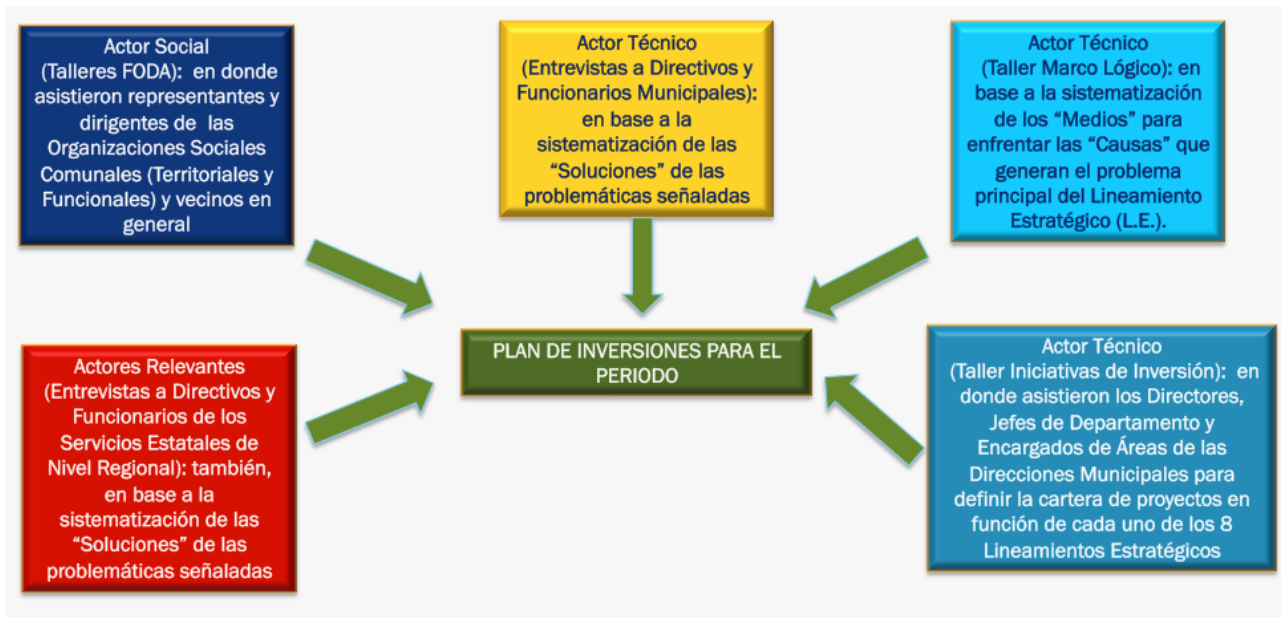 Actor Social
(Talleres FODA): en donde
asistieron representantes y
dirigentes de las
Organizaciones Sociales
Comunales (Territoriales y
Funcionales) y vecinos en
general
Actor Técnico
(Entrevistas a Directivos y
Funcionarios Municipales):
en base a la
sistematización de las
“Soluciones” de las
problemáticas señaladas
Actor Técnico
(Taller Marco Lógico): en
base a la sistematización
de los “Medios” para
enfrentar las “Causas” que
generan el problema
principal del Lineamiento
Estratégico (L.E.).
PLAN DE INVERSIONES PARA EL
PERIODO
Actores Relevantes
(Entrevistas a Directivos y
Funcionarios de los
Servicios Estatales de
Nivel Regional): también,
en base a la
sistematización de las
“Soluciones” de las
problemáticas señaladas
Actor Técnico
(Taller Iniciativas de Inversión): en
donde asistieron los Directores,
Jefes de Departamento y
Encargados de Áreas de las
Direcciones Municipales para
definir la cartera de proyectos en
función de cada uno de los 8
Lineamientos Estratégicos